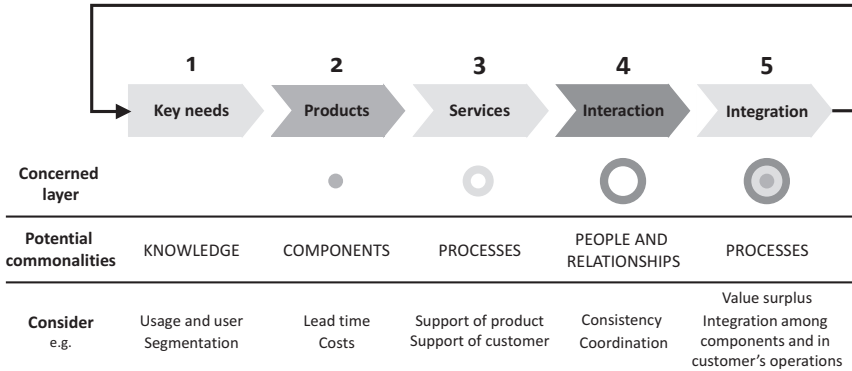 1 2 3 4 5
Key needs Products Services Interaction Integration
Concerned
layer
Potential
commonalities
KNOWLEDGE COMPONENTS PROCESSES PEOPLE AND
RELATIONSHIPS PROCESSES
Consider
e.g.
Usage and user
Segmentation
Lead time
Costs
Support of product
Support of customer
Consistency
Coordination
Value surplus
Integration among
components and in
customer's operations